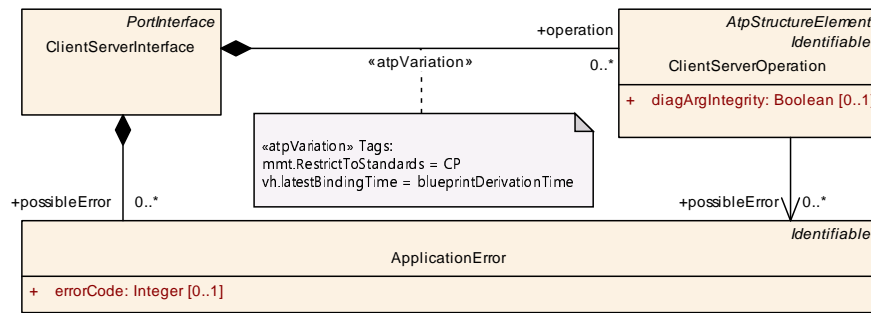 PortInterface
ClientServerInterface
+operation
0..*
«atpVariation»
AtpStructureElement
Identifiable
ClientServerOperation
+ diagArgIntegrity: Boolean [0..1]
«atpVariation» Tags:
mmt.RestrictToStandards = CP
vh.latestBindingTime = blueprintDerivationTime
+possibleError 0..*
+possibleError 0..*
Identifiable
ApplicationError
+ errorCode: Integer [0..1]